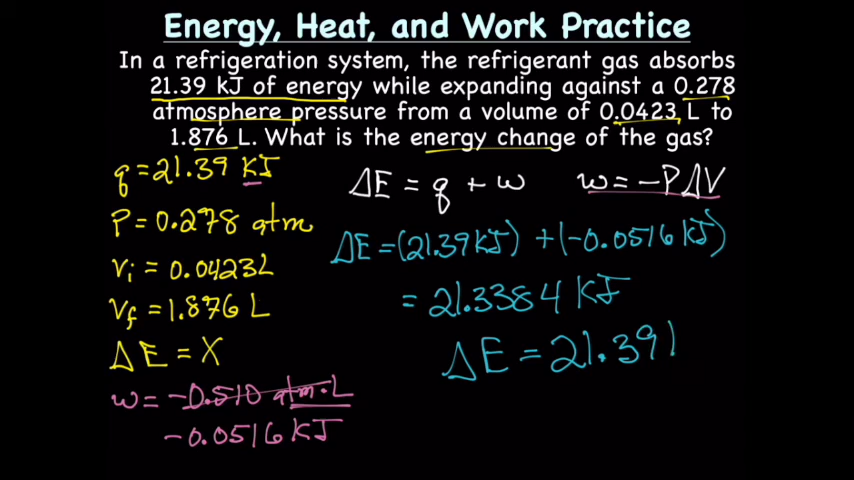 Energy, Heat, and Work Practice
In a refrigeration system, the refrigerant gas absorbs
21.39 kJ of energy while expanding against a 0.278
atmosphere pressure from a volume of 0.0423 L to
1.876 L. What is the energy change of the gas?
q = 21.39 KJ
ΔE = q + w
w = -PΔV
P = 0.278 atm
ΔE = (21.39 KJ) + (-0.0516 KJ)
Vi = 0.0423L
= 21.3384 KJ
Vf = 1.876 L
ΔE = X
ΔE = 21.391
w = -0.510 atm·L
-0.0516 KJ